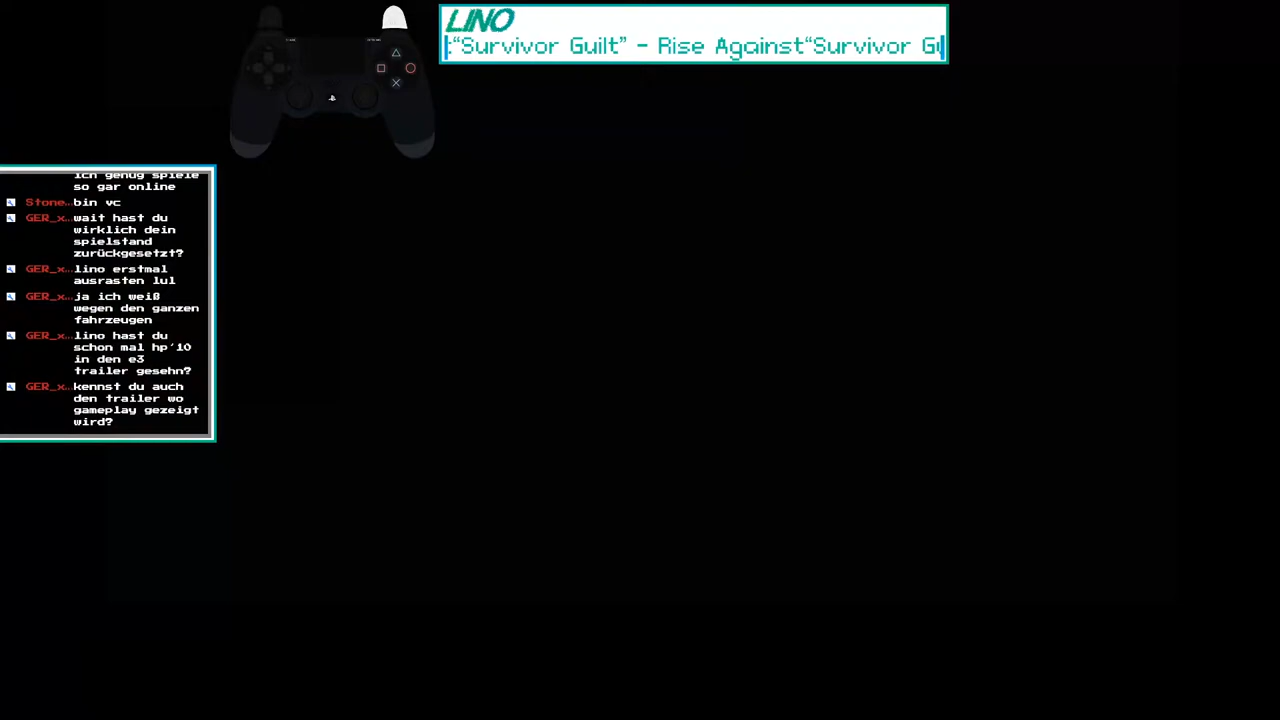 LINO
:“Survivor Guilt” - Rise Against“Survivor Gu
ich genug spiele
so gar online
Stone…bin vc
GER_x…wait hast du
wirklich dein
spielstand
zurückgesetzt?
GER_x…lino erstmal
ausrasten lul
GER_x…ja ich weiß
wegen den ganzen
fahrzeugen
GER_x…lino hast du
schon mal hp'10
in den e3
trailer gesehn?
GER_x…kennst du auch
den trailer wo
gameplay gezeigt
wird?